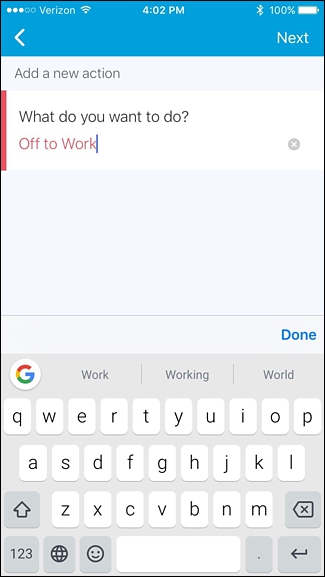 Verizon 4:02 PM 100%
Next
Add a new action
What do you want to do?
Off to Work
Done
G Work Working World
q w e r t y u i o p
a s d f g h j k l
z x c v b n m
123 .